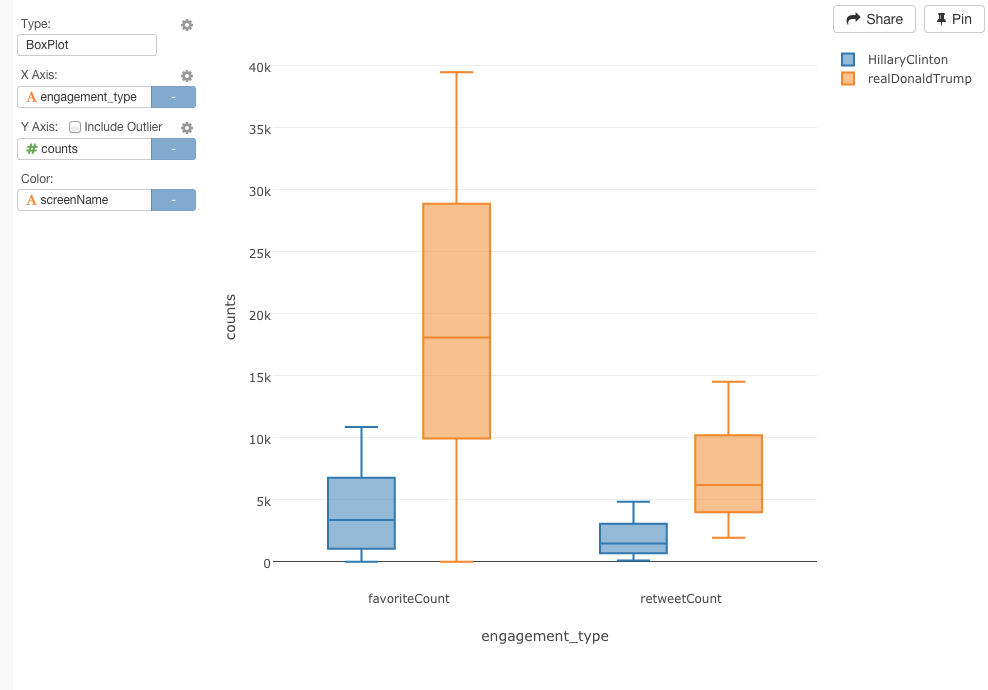 Type:
BoxPlot
X Axis:
A engagement_type -
Y Axis: Include Outlier
# counts -
Color:
A screenName -
Share Pin
HillaryClinton
realDonaldTrump
40k
35k
30k
25k
20k
15k
10k
5k
0
counts
favoriteCount retweetCount
engagement_type